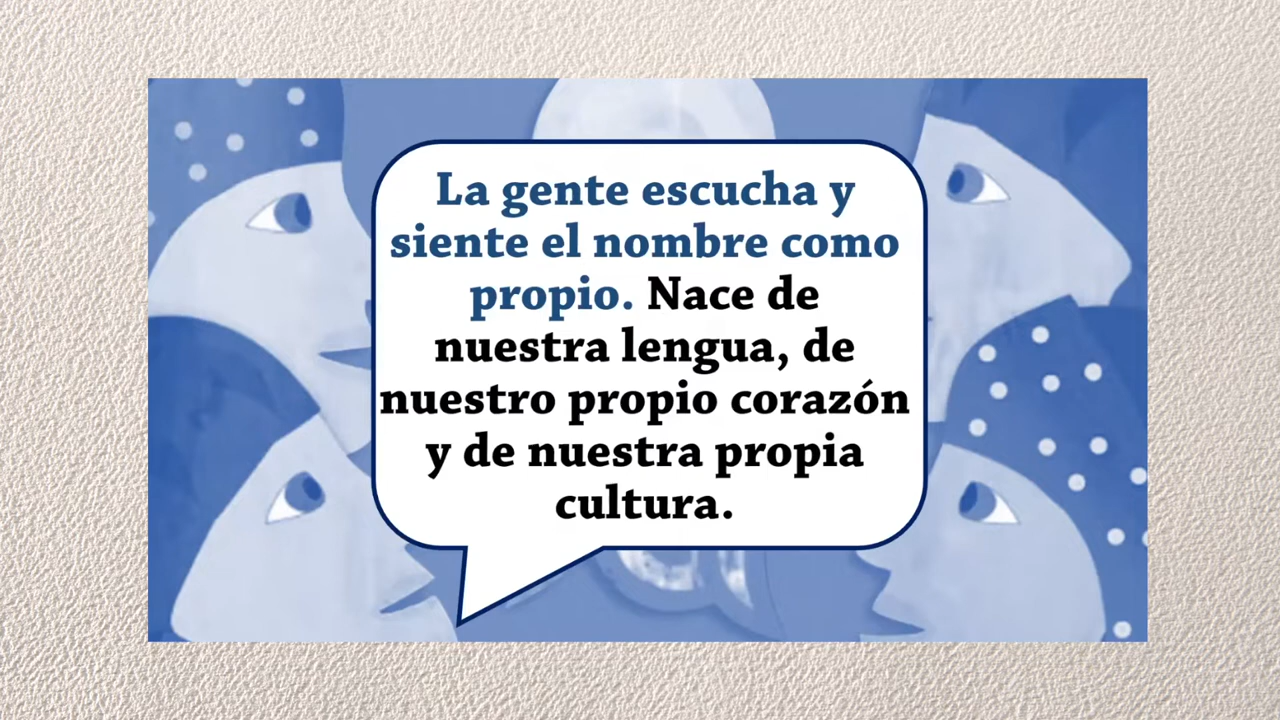 La gente escucha y
siente el nombre como
propio. Nace de
nuestra lengua, de
nuestro propio corazón
y de nuestra propia
cultura.